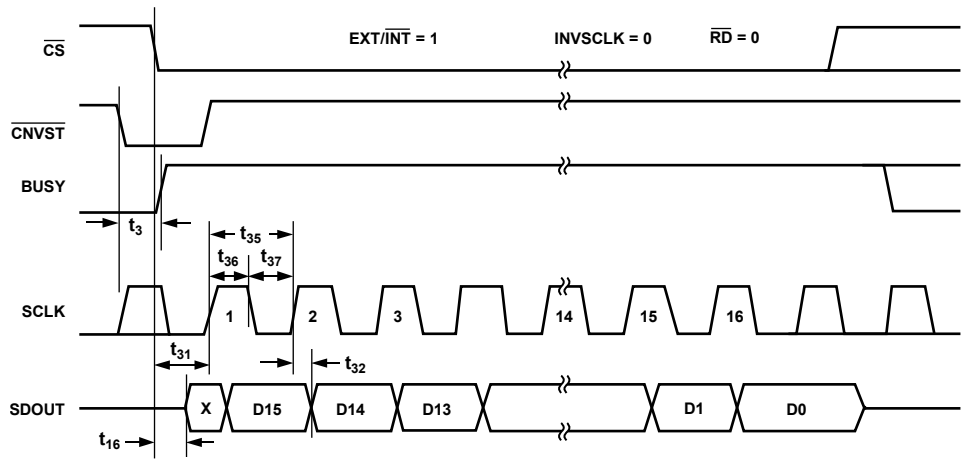 CS EXT/INT = 1 INVSCLK = 0 RD = 0
CNVST
BUSY
t3
t35
t36 t37
SCLK 1 2 3 14 15 16
t31
t32
SDOUT X D15 D14 D13 D1 D0
t16